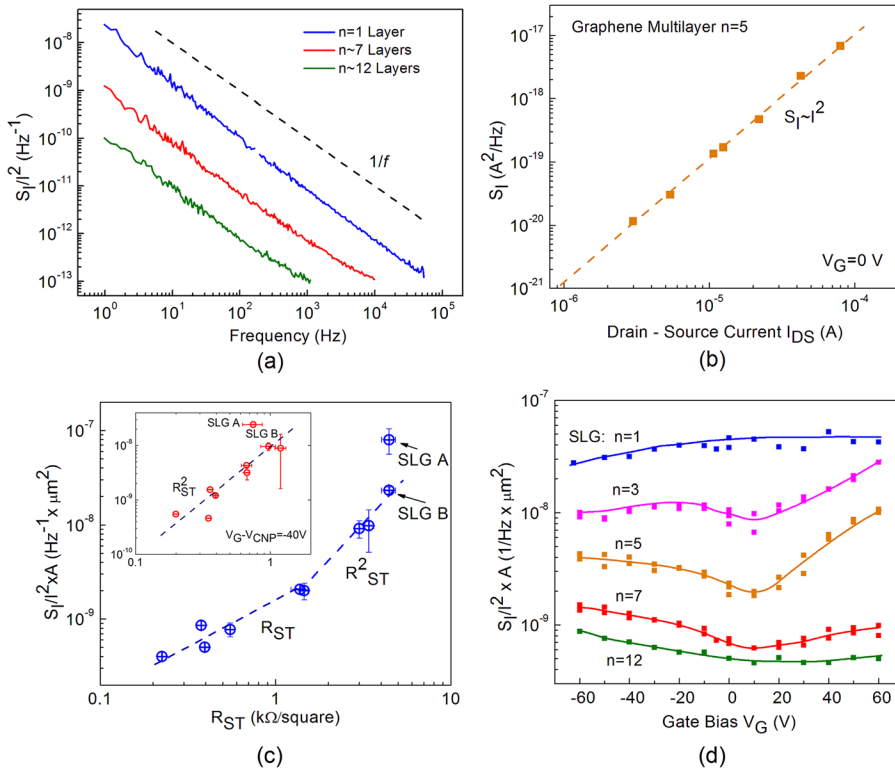 10⁻⁸
10⁻⁹
10⁻¹⁰
10⁻¹¹
10⁻¹²
10⁻¹³
S_I/I² (Hz⁻¹)
n=1 Layer
n~7 Layers
n~12 Layers
1/f
10⁰ 10¹ 10² 10³ 10⁴ 10⁵
Frequency (Hz)
(a)
10⁻¹⁷
10⁻¹⁸
10⁻¹⁹
10⁻²⁰
10⁻²¹
S_I (A²/Hz)
Graphene Multilayer n=5
S_I~I²
V_G=0 V
10⁻⁶ 10⁻⁵ 10⁻⁴
Drain - Source Current I_DS (A)
(b)
10⁻⁷
10⁻⁸
10⁻⁹
S_I/I²xA (Hz⁻¹x μm²)
10⁻⁷
10⁻⁸
10⁻⁹
10⁻¹⁰
SLG A
SLG B
R²_ST
V_G-V_CNP=-40V
0.1 1
SLG A
SLG B
R²_ST
R_ST
0.1 1 10
R_ST (kΩ/square)
(c)
10⁻⁷
10⁻⁸
10⁻⁹
S_I/I² x A (1/Hz x μm²)
SLG: n=1
n=3
n=5
n=7
n=12
-60 -40 -20 0 20 40 60
Gate Bias V_G (V)
(d)